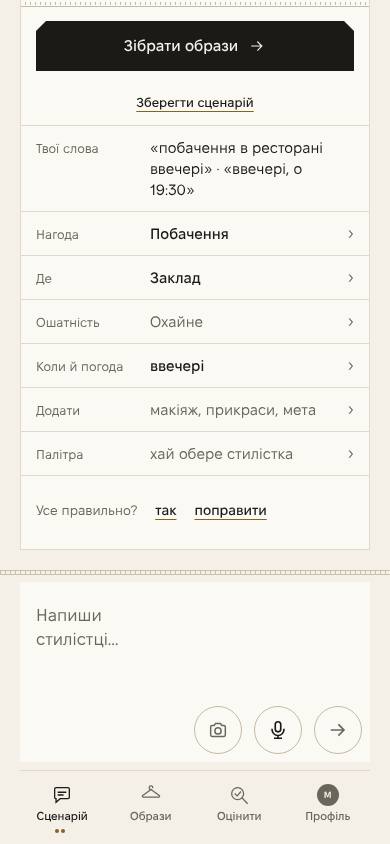 Зібрати образи →
Зберегти сценарій
Твої слова
«побачення в ресторані
ввечері» · «ввечері, о
19:30»
Нагода Побачення
Де Заклад
Ошатність Охайне
Коли й погода ввечері
Додати макіяж, прикраси, мета
Палітра хай обере стилістка
Усе правильно? так поправити
Напиши
стилістці...
Сценарій Образи Оцінити Профіль
М